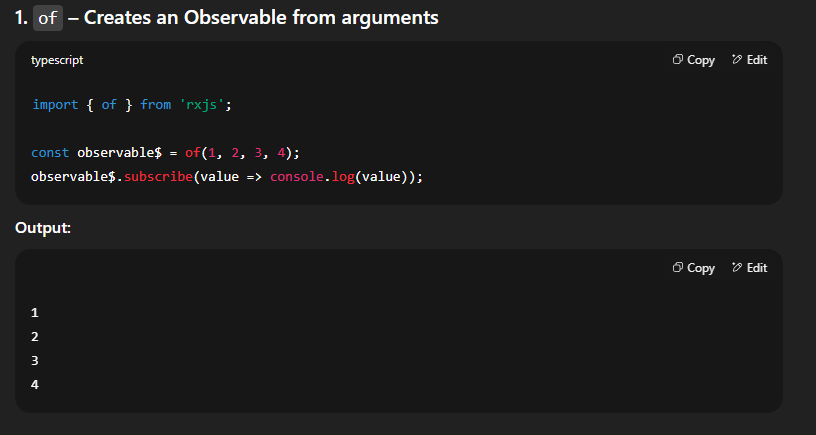 1. of – Creates an Observable from arguments
typescript
Copy
Edit
import { of } from 'rxjs';
const observable$ = of(1, 2, 3, 4);
observable$.subscribe(value => console.log(value));
Output:
Copy
Edit
1
2
3
4